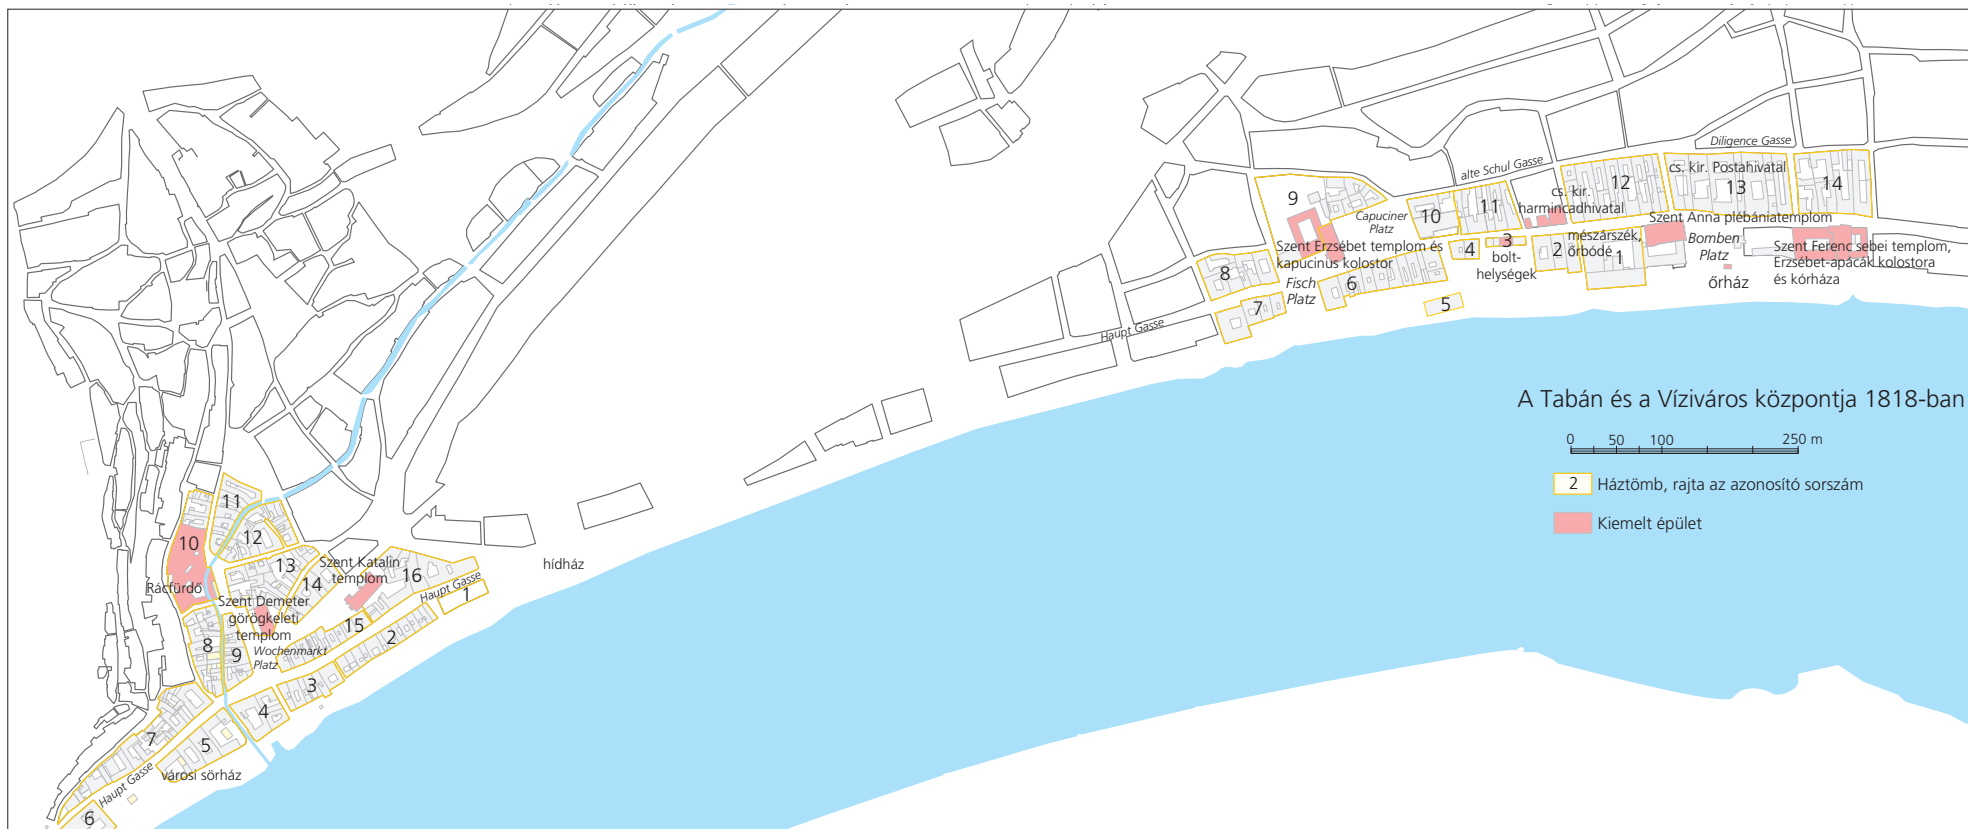 Diligence Gasse
alte Schul Gasse
cs. kir. Postahivatal
9
10
11
12
13
14
cs. kir.
harmincadhivatal
Capuciner
Platz
Szent Anna plébániatemplom
Szent Erzsébet templom és
kapucinus kolostor
4
3
bolt-
helységek
2
mészárszék,
őrbódé
1
Bomben
Platz
őrház
Szent Ferenc sebei templom,
Erzsébet-apácák kolostora
és kórháza
8
7
Fisch
Platz
6
5
Haupt Gasse
A Tabán és a Víziváros központja 1818-ban
0 50 100 250 m
2 Háztömb, rajta az azonosító sorszám
Kiemelt épület
11
10
12
13
14
Szent Katalin
templom
16
hídház
Rácfürdő
Szent Demeter
görögkeleti
templom
Haupt Gasse
1
15
2
8
9
Wochenmarkt
Platz
3
4
7
5
városi sörház
Haupt Gasse
6